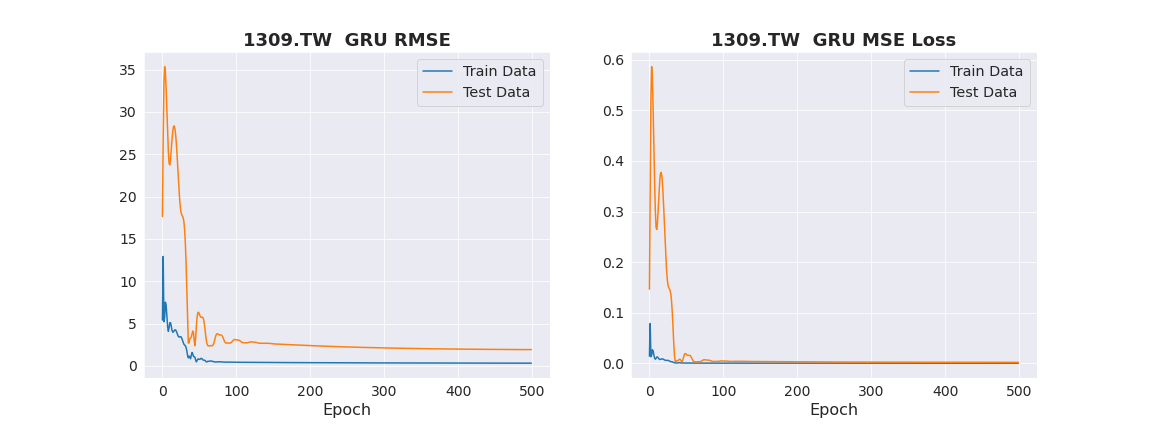 1309.TW  GRU RMSE
35
30
25
20
15
10
5
0
0 100 200 300 400 500
Epoch
Train Data
Test Data
1309.TW  GRU MSE Loss
0.6
0.5
0.4
0.3
0.2
0.1
0.0
0 100 200 300 400 500
Epoch
Train Data
Test Data